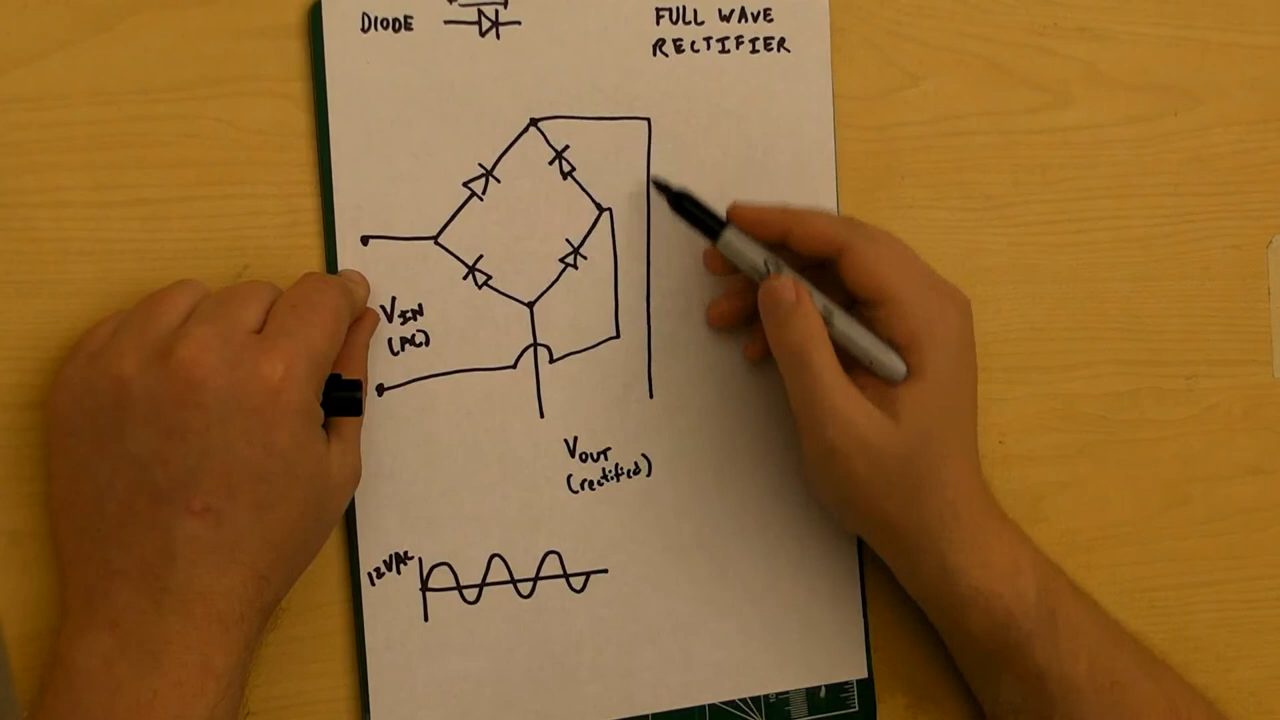 DIODE
FULL WAVE
RECTIFIER
VIN
(AC)
VOUT
(rectified)
12VAC